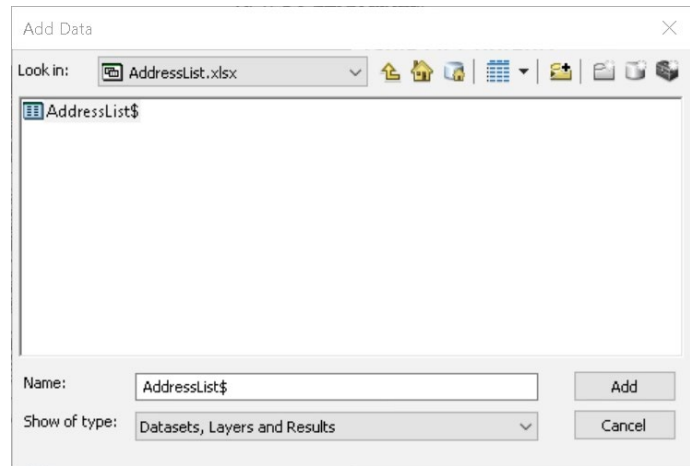 Add Data
Look in: AddressList.xlsx
AddressList$
Name: AddressList$ Add
Show of type: Datasets, Layers and Results Cancel